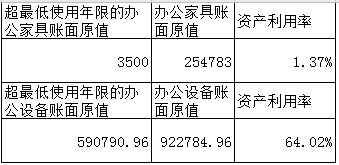 超最低使用年限的办 办公家具账 资产利用率
公家具账面原值 面原值
3500 254783 1.37%
超最低使用年限的办 办公设备账 资产利用率
公设备账面原值 面原值
590790.96 922784.96 64.02%